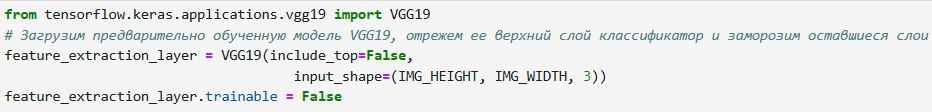 from tensorflow.keras.applications.vgg19 import VGG19
# Загрузим предварительно обученную модель VGG19, отрежем ее верхний слой классификатор и заморозим оставшиеся слои
feature_extraction_layer = VGG19(include_top=False,
                                 input_shape=(IMG_HEIGHT, IMG_WIDTH, 3))
feature_extraction_layer.trainable = False